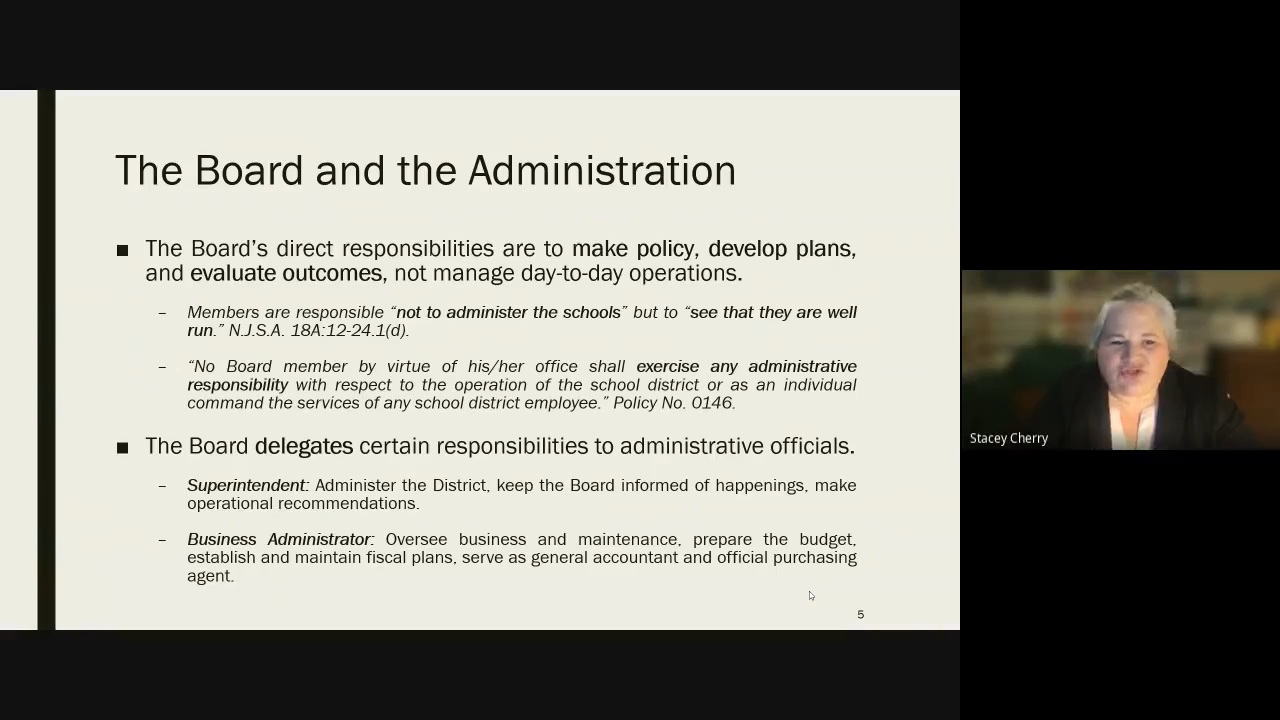 The Board and the Administration
■ The Board's direct responsibilities are to make policy, develop plans,
and evaluate outcomes, not manage day-to-day operations.
– Members are responsible “not to administer the schools” but to “see that they are well
run.” N.J.S.A. 18A:12-24.1(d).
– “No Board member by virtue of his/her office shall exercise any administrative
responsibility with respect to the operation of the school district or as an individual
command the services of any school district employee.” Policy No. 0146.
■ The Board delegates certain responsibilities to administrative officials.
– Superintendent: Administer the District, keep the Board informed of happenings, make
operational recommendations.
– Business Administrator: Oversee business and maintenance, prepare the budget,
establish and maintain fiscal plans, serve as general accountant and official purchasing
agent.
5
Stacey Cherry